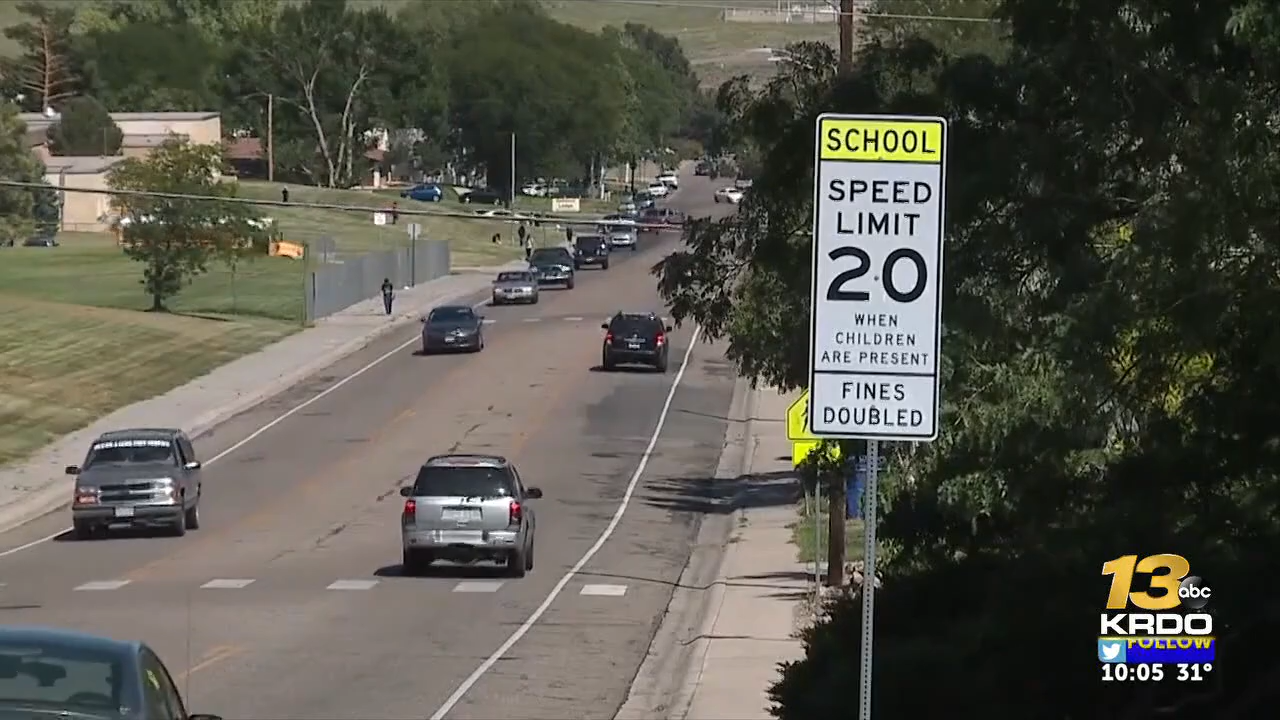 SCHOOL
SPEED
LIMIT
20
WHEN
CHILDREN
ARE PRESENT
FINES
DOUBLED
13 abc
KRDO
FOLLOW
10:05 31°